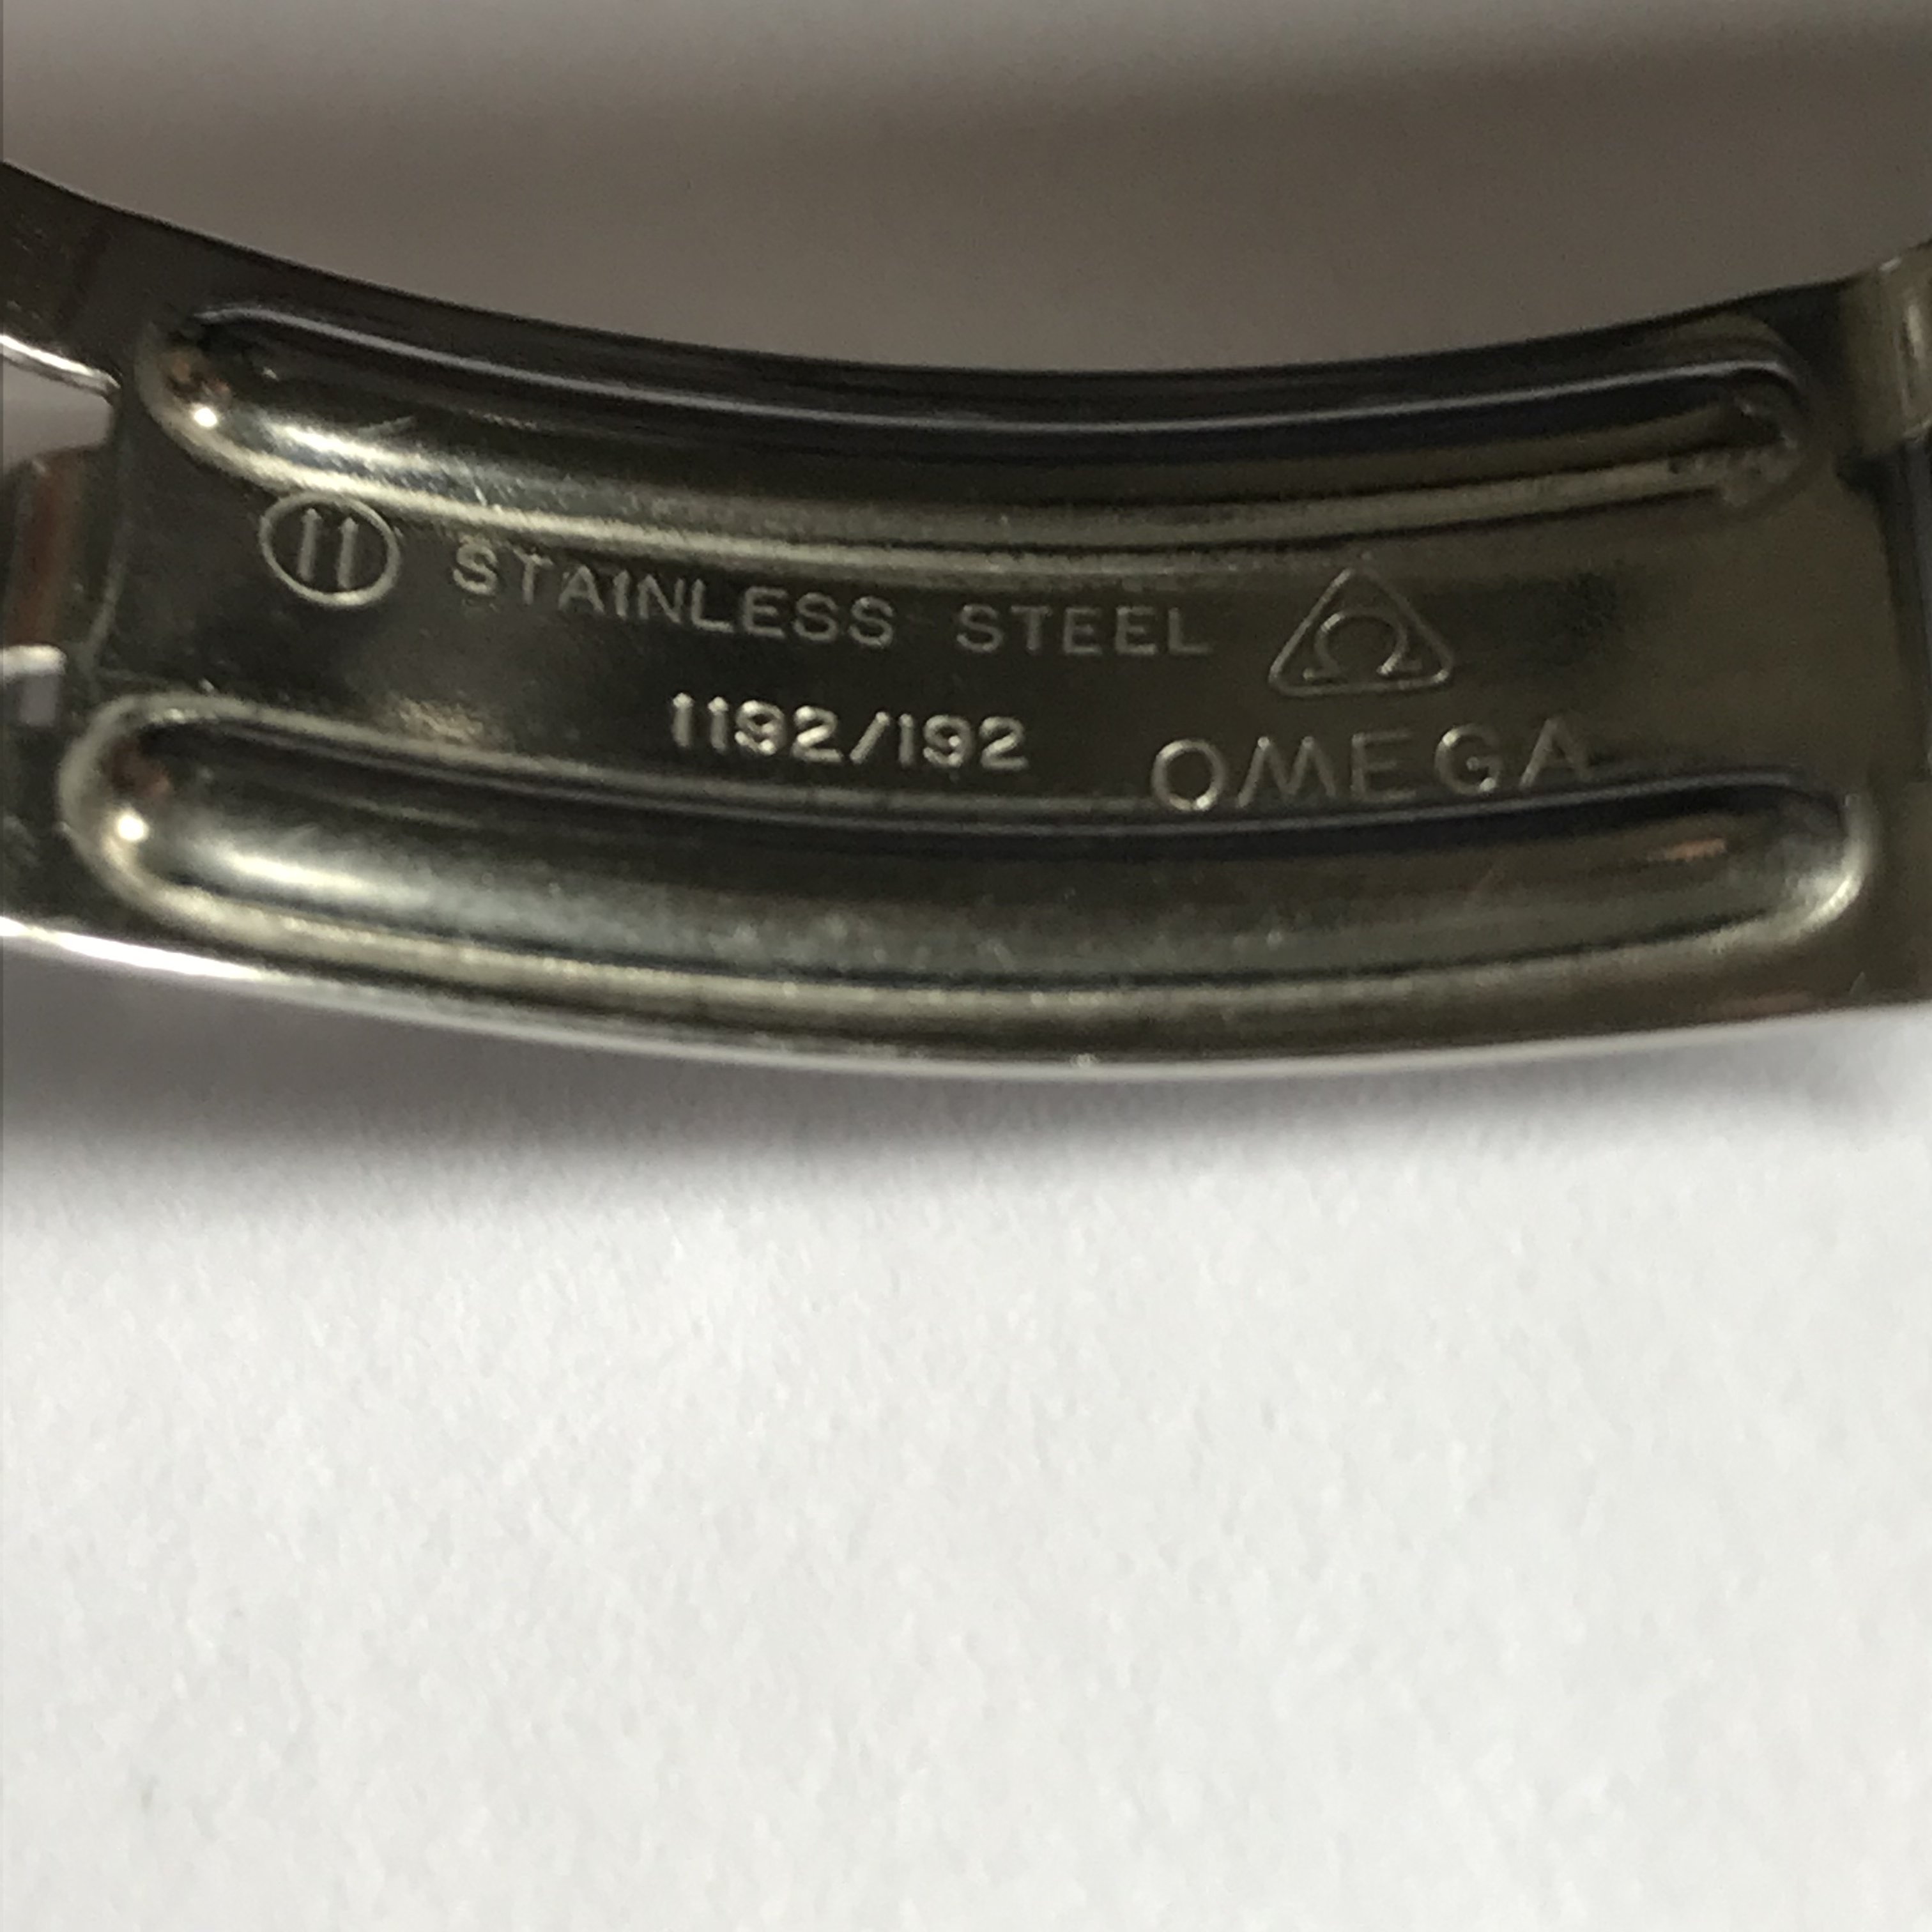 11 STAINLESS STEEL Ω
1192/192 OMEGA